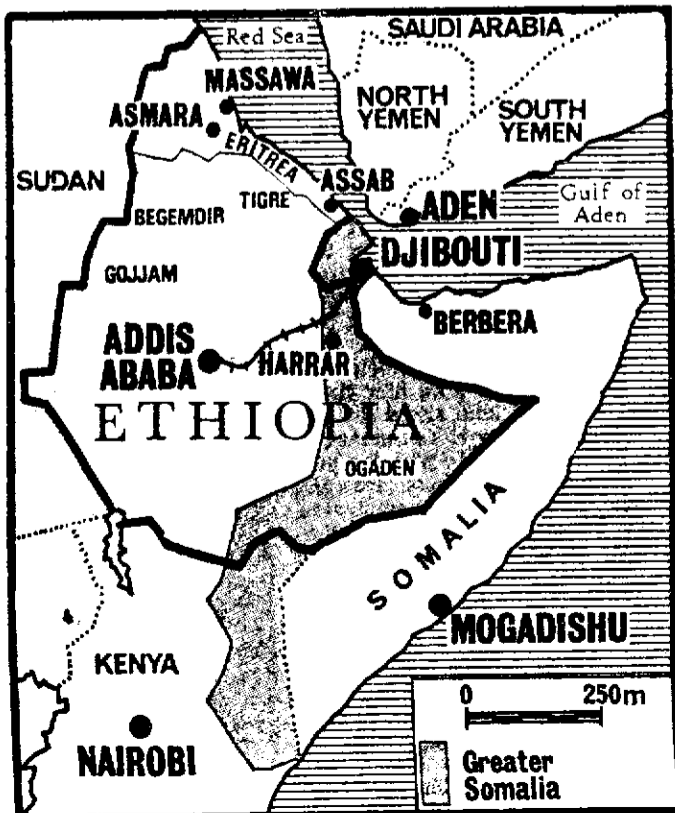 Red Sea
SAUDI ARABIA
MASSAWA
NORTH
YEMEN
SOUTH
YEMEN
ASMARA
ERITREA
SUDAN
TIGRE
ASSAB
BEGEMDIR
ADEN
Gulf of
Aden
DJIBOUTI
GOJJAM
BERBERA
ADDIS
ABABA
HARRAR
ETHIOPIA
OGADEN
SOMALIA
MOGADISHU
KENYA
NAIROBI
0 250m
Greater
Somalia